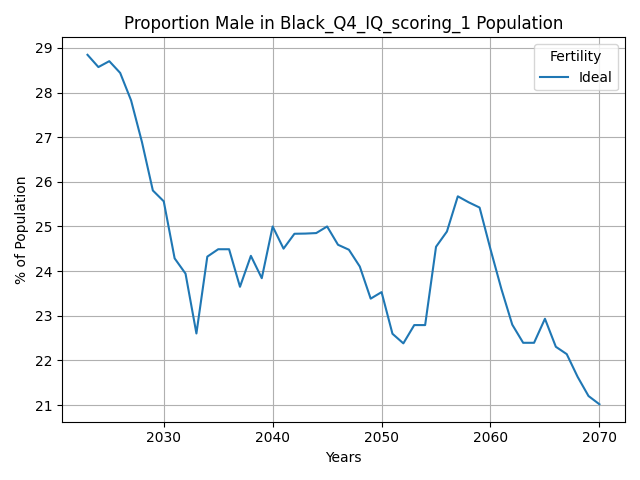 Proportion Male in Black_Q4_IQ_scoring_1 Population
Fertility
Ideal
% of Population
29
28
27
26
25
24
23
22
21
2030 2040 2050 2060 2070
Years